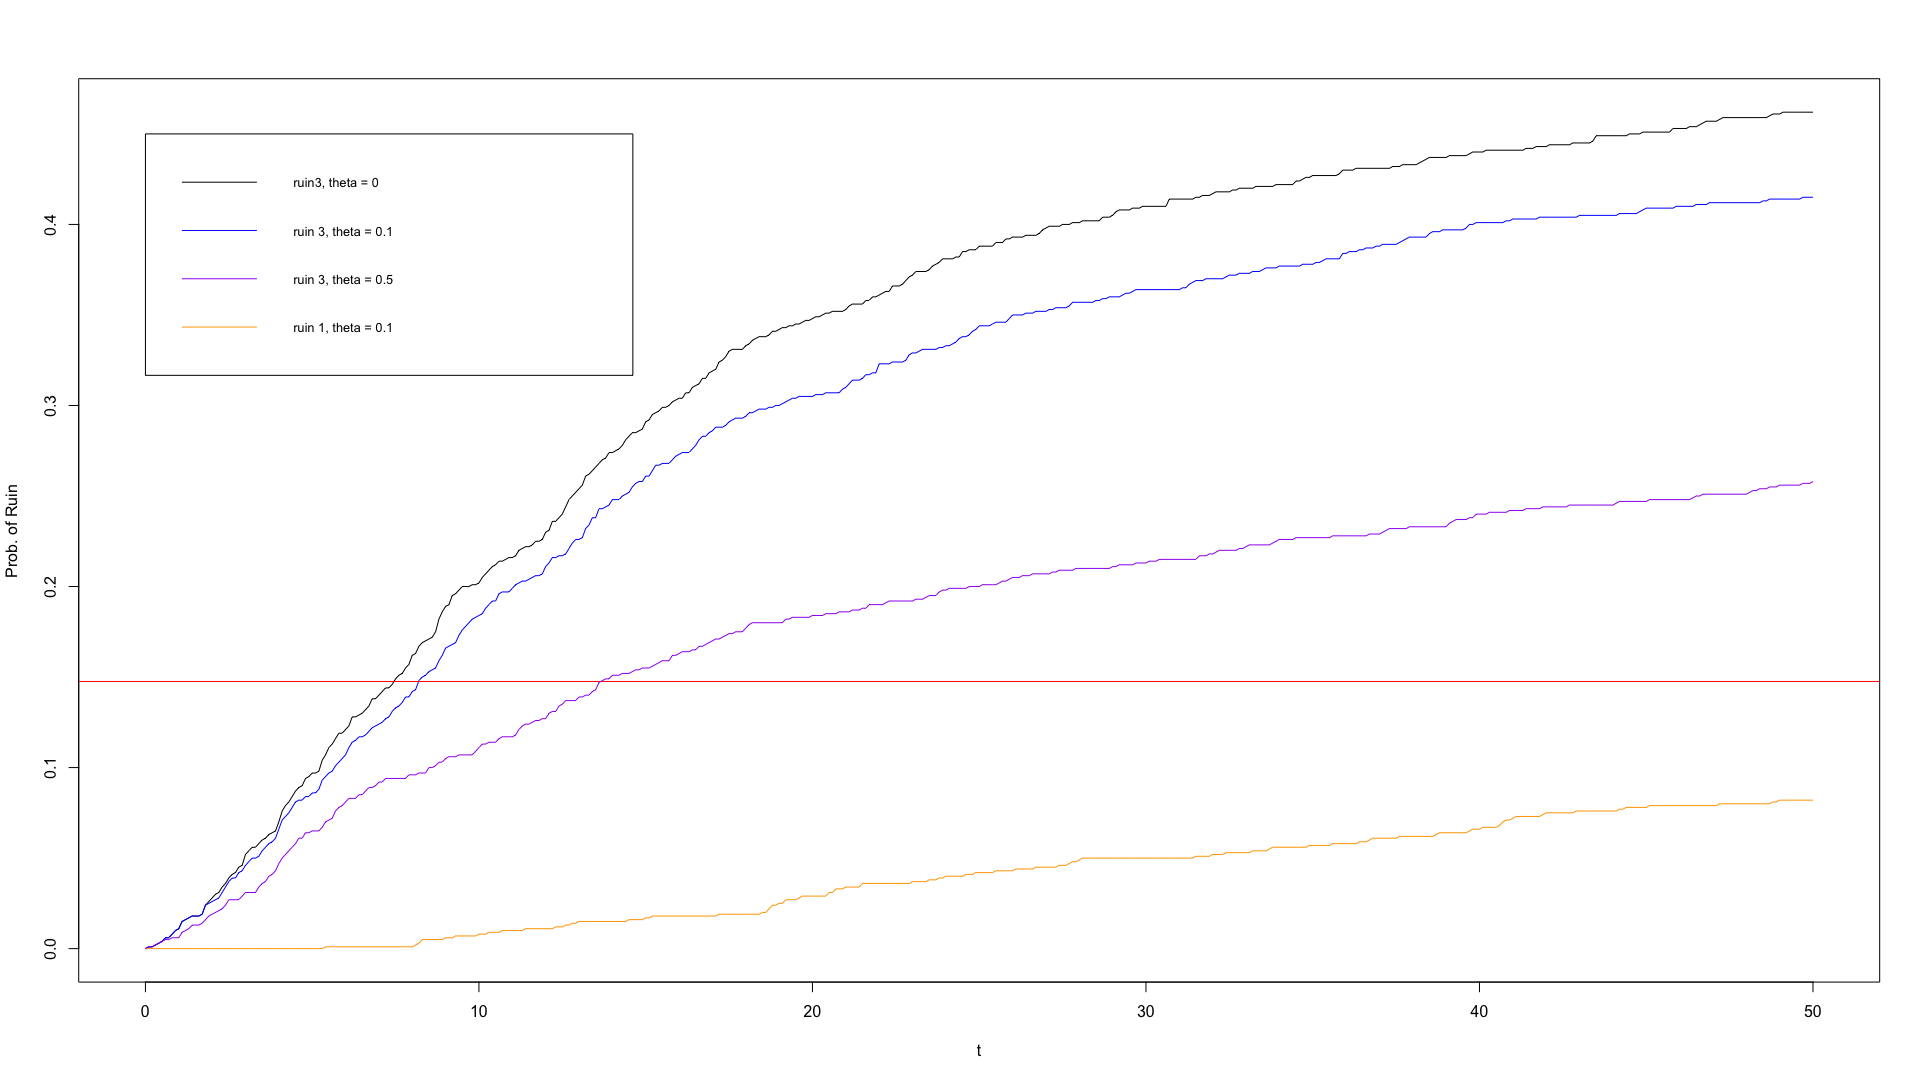 ruin3, theta = 0
ruin 3, theta = 0.1
ruin 3, theta = 0.5
ruin 1, theta = 0.1
Prob. of Ruin
0.4
0.3
0.2
0.1
0.0
0 10 20 30 40 50
t